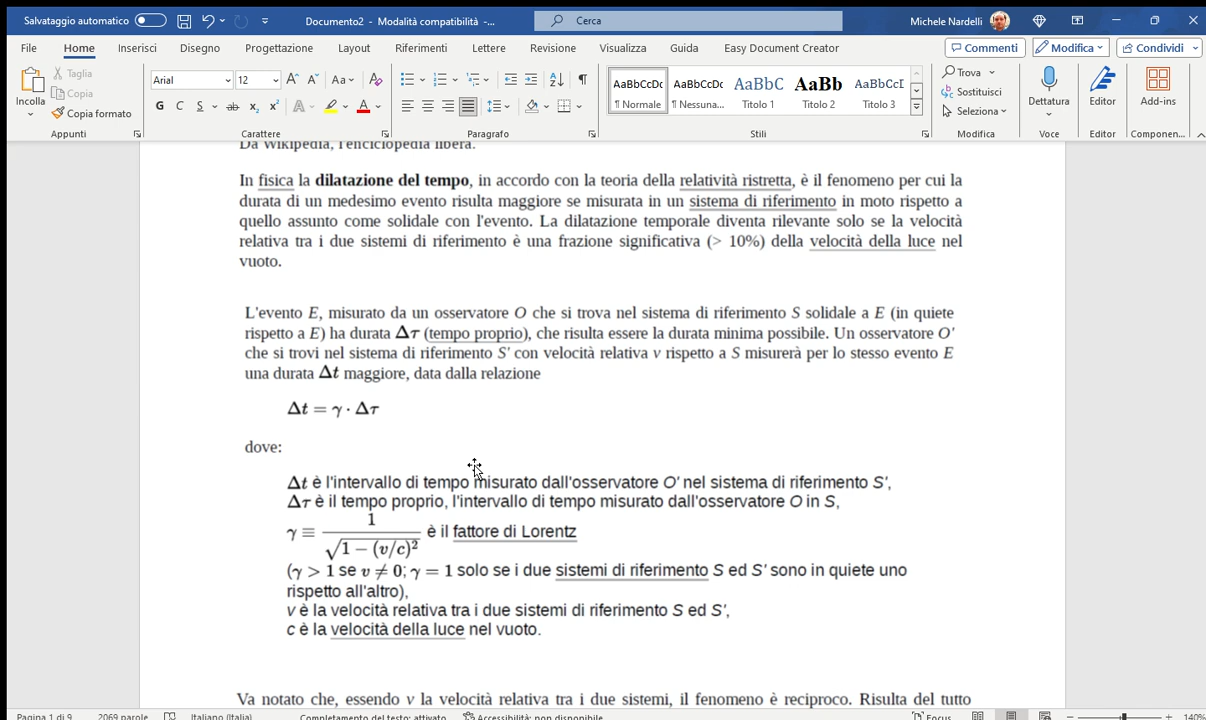 Salvataggio automatico
Documento2 - Modalità compatibilità -...
Cerca
Michele Nardelli
File Home Inserisci Disegno Progettazione Layout Riferimenti Lettere Revisione Visualizza Guida Easy Document Creator
Commenti Modifica Condividi
Incolla
Taglia
Copia
Copia formato
Arial 12
Aa
G C S ab x₂ x² A A
AaBbCcDc AaBbCcDc AaBbC AaBb AaBbCcD
¶ Normale ¶ Nessuna... Titolo 1 Titolo 2 Titolo 3
Trova
Sostituisci
Seleziona
Dettatura
Editor
Add-ins
Appunti Carattere Paragrafo Stili Modifica Voce Editor Componen...
Da Wikipedia, l'enciclopedia libera.
In fisica la dilatazione del tempo, in accordo con la teoria della relatività ristretta, è il fenomeno per cui la
durata di un medesimo evento risulta maggiore se misurata in un sistema di riferimento in moto rispetto a
quello assunto come solidale con l'evento. La dilatazione temporale diventa rilevante solo se la velocità
relativa tra i due sistemi di riferimento è una frazione significativa (> 10%) della velocità della luce nel
vuoto.
L'evento E, misurato da un osservatore O che si trova nel sistema di riferimento S solidale a E (in quiete
rispetto a E) ha durata Δτ (tempo proprio), che risulta essere la durata minima possibile. Un osservatore O'
che si trovi nel sistema di riferimento S' con velocità relativa v rispetto a S misurerà per lo stesso evento E
una durata Δt maggiore, data dalla relazione
Δt = γ · Δτ
dove:
Δt è l'intervallo di tempo misurato dall'osservatore O' nel sistema di riferimento S',
Δτ è il tempo proprio, l'intervallo di tempo misurato dall'osservatore O in S,
γ ≡ 1 / √1 − (v/c)² è il fattore di Lorentz
(γ > 1 se v ≠ 0; γ = 1 solo se i due sistemi di riferimento S ed S' sono in quiete uno
rispetto all'altro),
v è la velocità relativa tra i due sistemi di riferimento S ed S',
c è la velocità della luce nel vuoto.
Va notato che, essendo v la velocità relativa tra i due sistemi, il fenomeno è reciproco. Risulta del tutto
Pagina 1 di 9 2069 parole Italiano (Italia) Completamento del testo: attivato Accessibilità: non disponibile Focus 140%